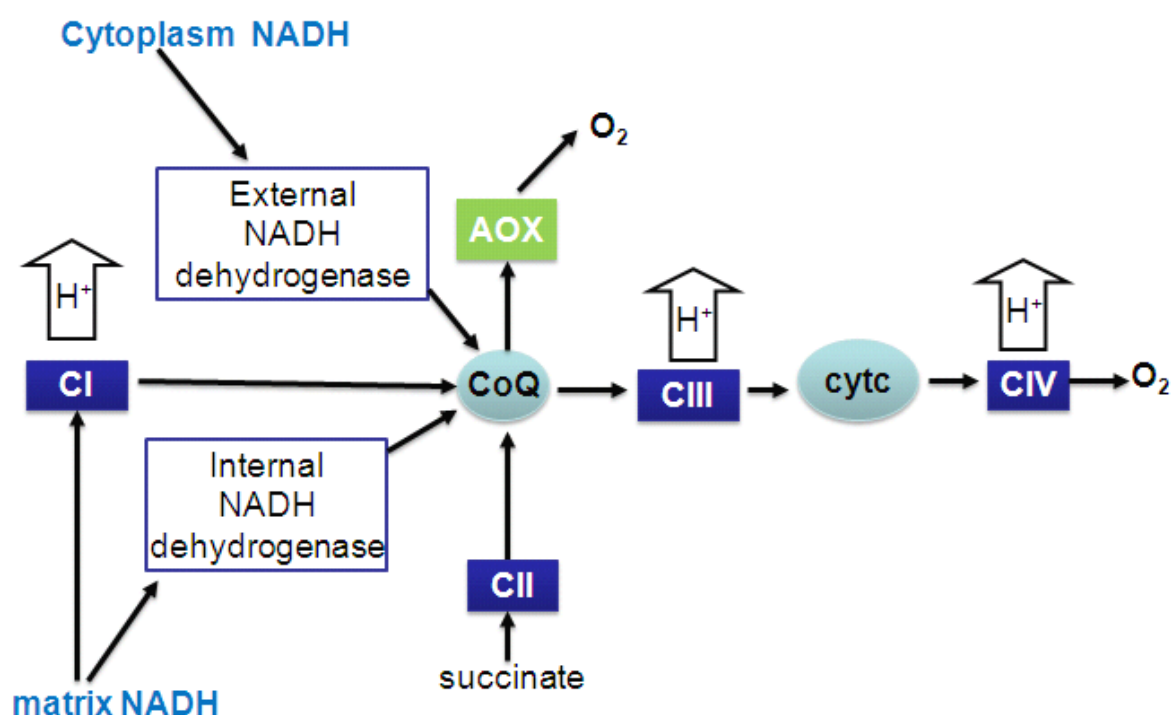 Cytoplasm NADH
O₂
External
NADH
dehydrogenase
AOX
H⁺
H⁺
H⁺
CI
CoQ
CIII
cytc
CIV
O₂
Internal
NADH
dehydrogenase
CII
succinate
matrix NADH